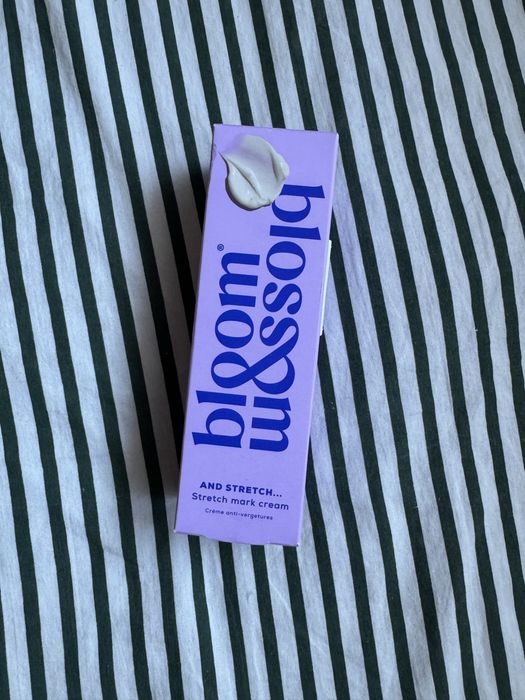 bloom®
blossom
AND STRETCH...
Stretch mark cream
Crème anti-vergetures